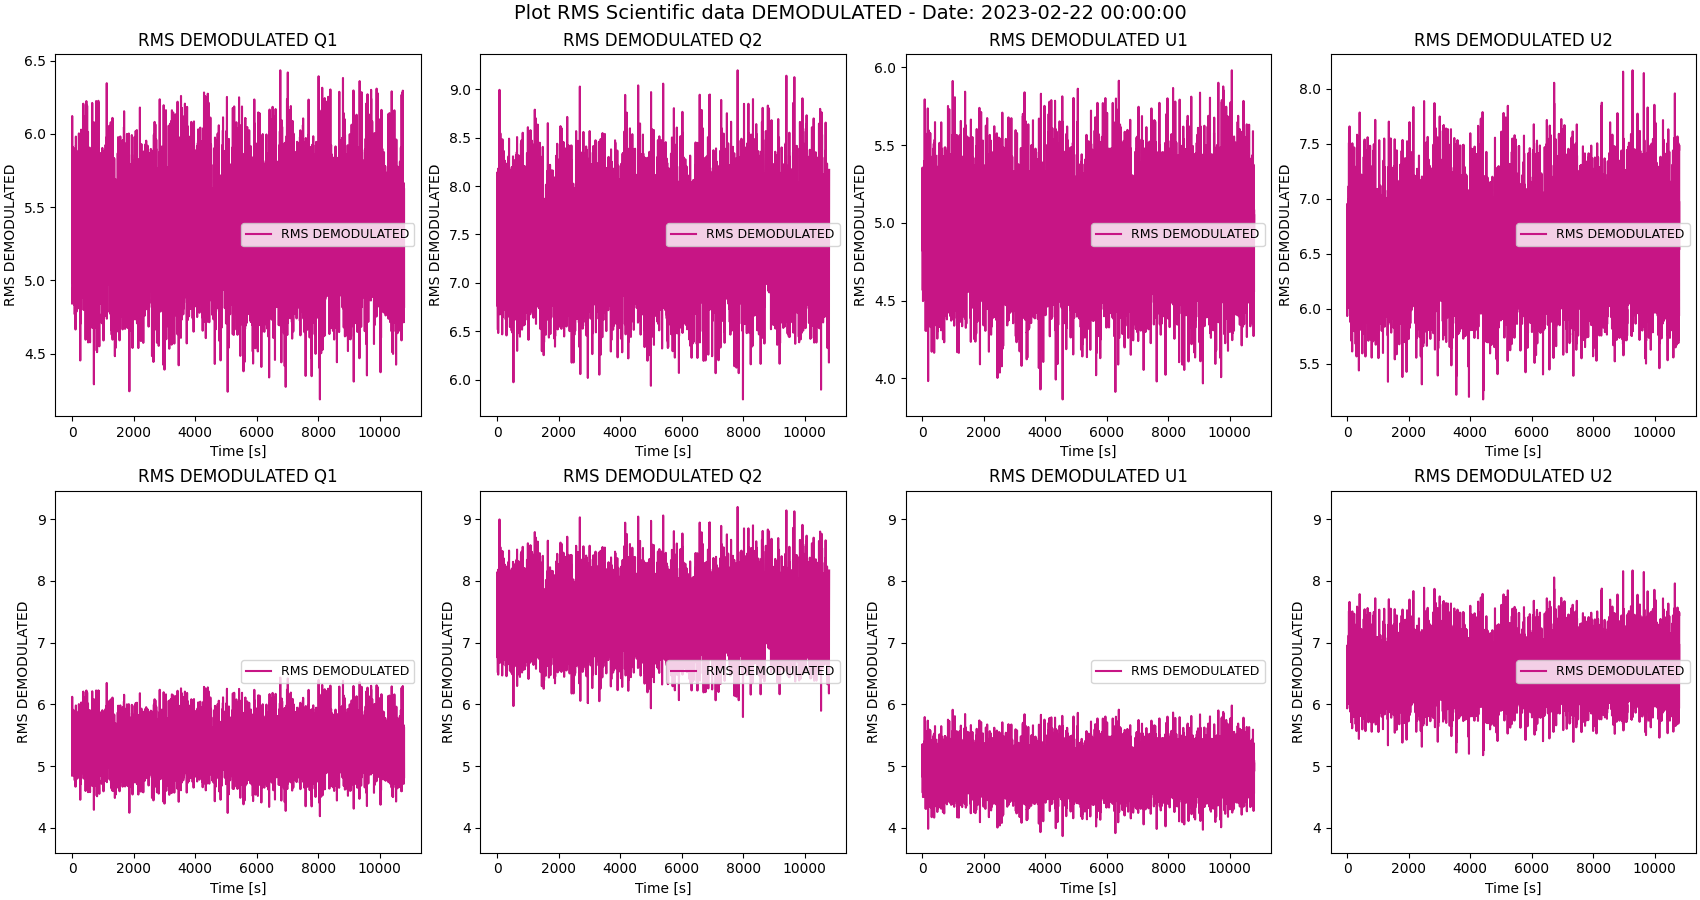 Plot RMS Scientific data DEMODULATED - Date: 2023-02-22 00:00:00
RMS DEMODULATED Q1
RMS DEMODULATED
6.5
6.0
5.5
5.0
4.5
RMS DEMODULATED
0 2000 4000 6000 8000 10000
Time [s]
RMS DEMODULATED Q2
RMS DEMODULATED
9.0
8.5
8.0
7.5
7.0
6.5
6.0
RMS DEMODULATED
0 2000 4000 6000 8000 10000
Time [s]
RMS DEMODULATED U1
RMS DEMODULATED
6.0
5.5
5.0
4.5
4.0
RMS DEMODULATED
0 2000 4000 6000 8000 10000
Time [s]
RMS DEMODULATED U2
RMS DEMODULATED
8.0
7.5
7.0
6.5
6.0
5.5
RMS DEMODULATED
0 2000 4000 6000 8000 10000
Time [s]
RMS DEMODULATED Q1
RMS DEMODULATED
9
8
7
6
5
4
RMS DEMODULATED
0 2000 4000 6000 8000 10000
Time [s]
RMS DEMODULATED Q2
RMS DEMODULATED
9
8
7
6
5
4
RMS DEMODULATED
0 2000 4000 6000 8000 10000
Time [s]
RMS DEMODULATED U1
RMS DEMODULATED
9
8
7
6
5
4
RMS DEMODULATED
0 2000 4000 6000 8000 10000
Time [s]
RMS DEMODULATED U2
RMS DEMODULATED
9
8
7
6
5
4
RMS DEMODULATED
0 2000 4000 6000 8000 10000
Time [s]